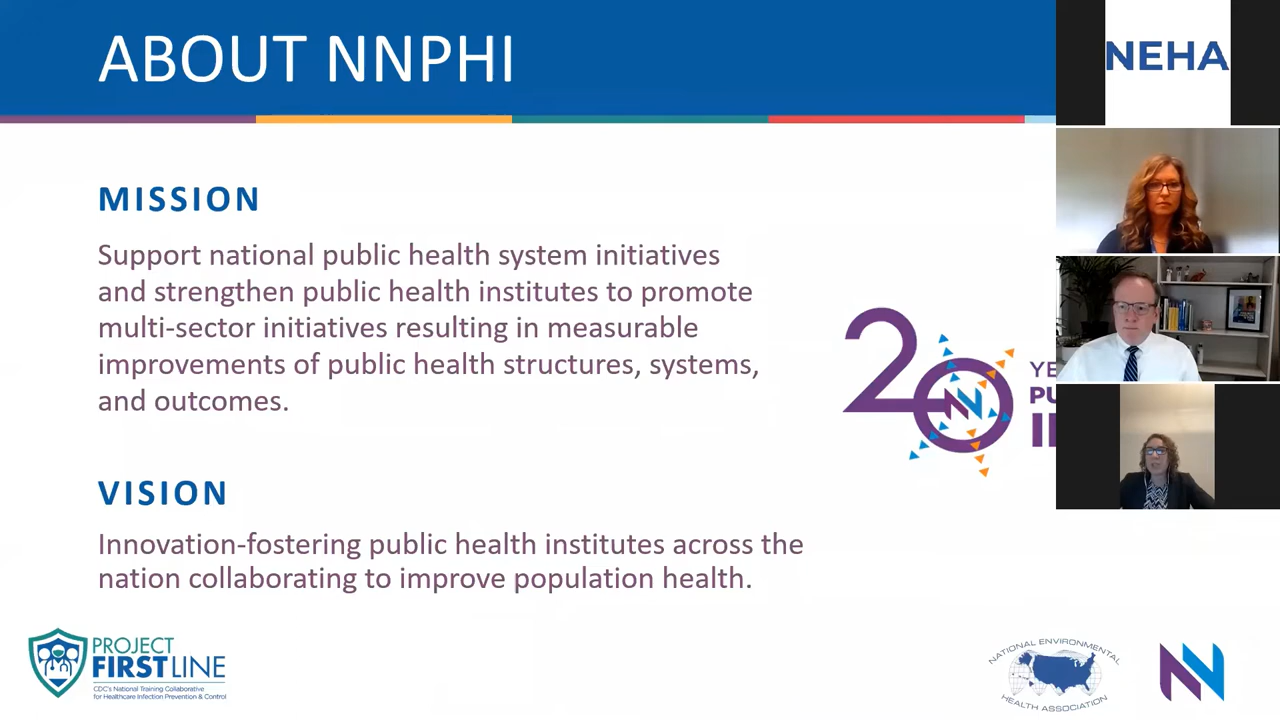 ABOUT NNPHI
NEHA
MISSION
Support national public health system initiatives
and strengthen public health institutes to promote
multi-sector initiatives resulting in measurable
improvements of public health structures, systems,
and outcomes.
20
YE
PU
VISION
Innovation-fostering public health institutes across the
nation collaborating to improve population health.
PROJECT
FIRSTLINE
CDC's National Training Collaborative
for Healthcare Infection Prevention & Control
NATIONAL ENVIRONMENTAL
HEALTH ASSOCIATION